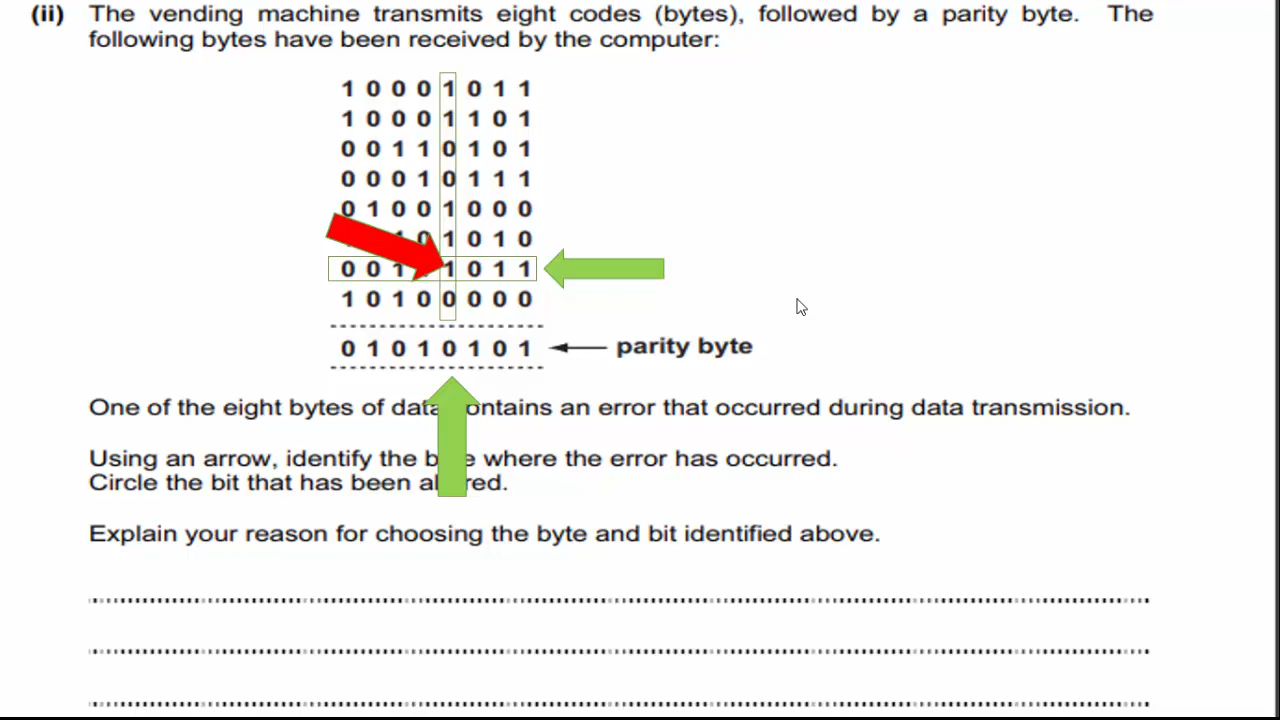 (ii) The vending machine transmits eight codes (bytes), followed by a parity byte. The
following bytes have been received by the computer:
1 0 0 0 1 0 1 1
1 0 0 0 1 1 0 1
0 0 1 1 0 1 0 1
0 0 0 1 0 1 1 1
0 1 0 0 1 0 0 0
0 1 0 1 0
0 0 1 1 1 0 1 1
1 0 1 0 0 0 0 0
0 1 0 1 0 1 0 1 parity byte
One of the eight bytes of data contains an error that occurred during data transmission.
Using an arrow, identify the byte where the error has occurred.
Circle the bit that has been altered.
Explain your reason for choosing the byte and bit identified above.